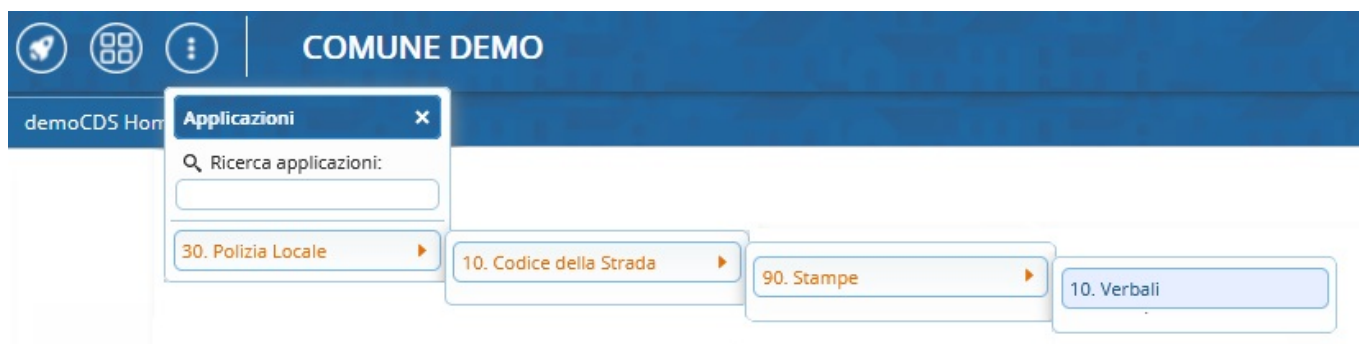 COMUNE DEMO
demoCDS Hom
Applicazioni ×
Ricerca applicazioni:
30. Polizia Locale
10. Codice della Strada
90. Stampe
10. Verbali